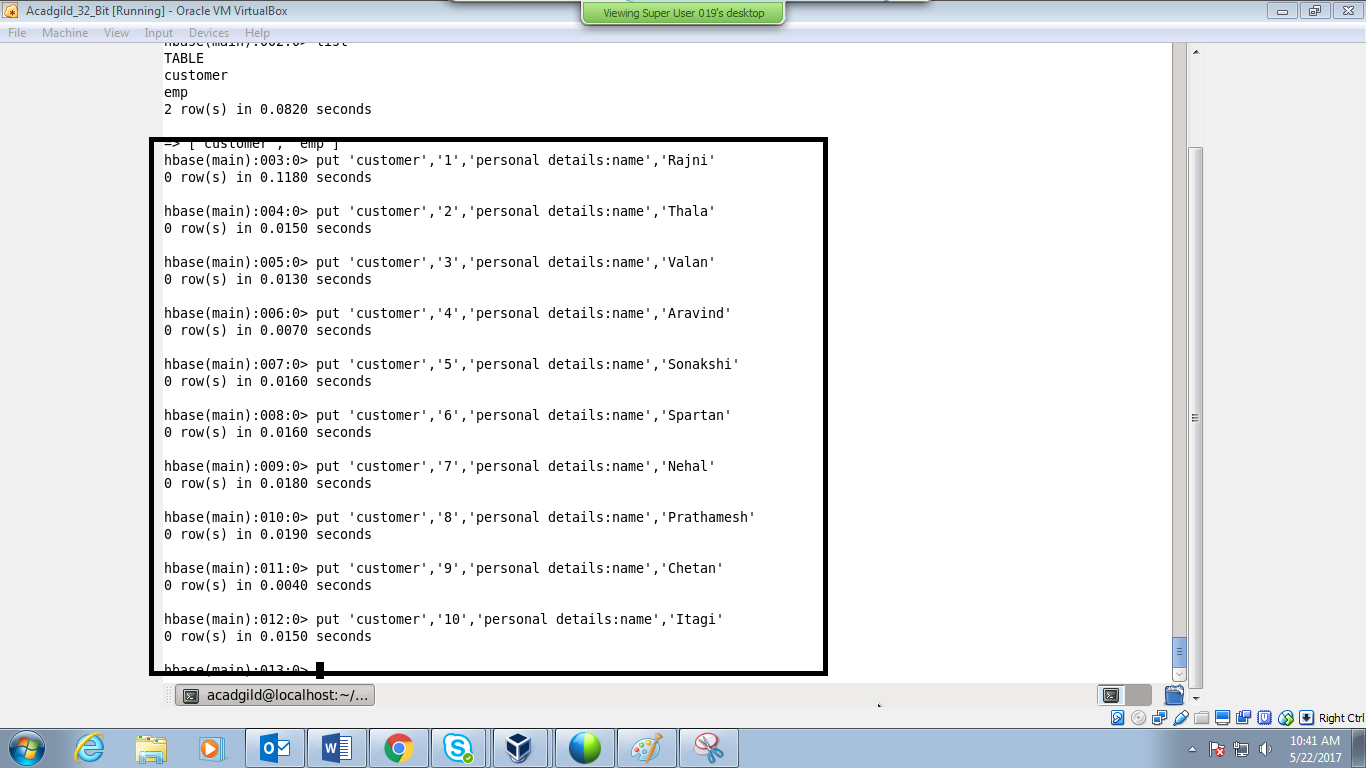 Acadgild_32_Bit [Running] - Oracle VM VirtualBox
Viewing Super User 019's desktop
File Machine View Input Devices Help
hbase(main):002:0> list
TABLE
customer
emp
2 row(s) in 0.0820 seconds
=> ["customer", "emp"]
hbase(main):003:0> put 'customer','1','personal details:name','Rajni'
0 row(s) in 0.1180 seconds
hbase(main):004:0> put 'customer','2','personal details:name','Thala'
0 row(s) in 0.0150 seconds
hbase(main):005:0> put 'customer','3','personal details:name','Valan'
0 row(s) in 0.0130 seconds
hbase(main):006:0> put 'customer','4','personal details:name','Aravind'
0 row(s) in 0.0070 seconds
hbase(main):007:0> put 'customer','5','personal details:name','Sonakshi'
0 row(s) in 0.0160 seconds
hbase(main):008:0> put 'customer','6','personal details:name','Spartan'
0 row(s) in 0.0160 seconds
hbase(main):009:0> put 'customer','7','personal details:name','Nehal'
0 row(s) in 0.0180 seconds
hbase(main):010:0> put 'customer','8','personal details:name','Prathamesh'
0 row(s) in 0.0190 seconds
hbase(main):011:0> put 'customer','9','personal details:name','Chetan'
0 row(s) in 0.0040 seconds
hbase(main):012:0> put 'customer','10','personal details:name','Itagi'
0 row(s) in 0.0150 seconds
hbase(main):013:0>
acadgild@localhost:~/...
Right Ctrl
10:41 AM
5/22/2017